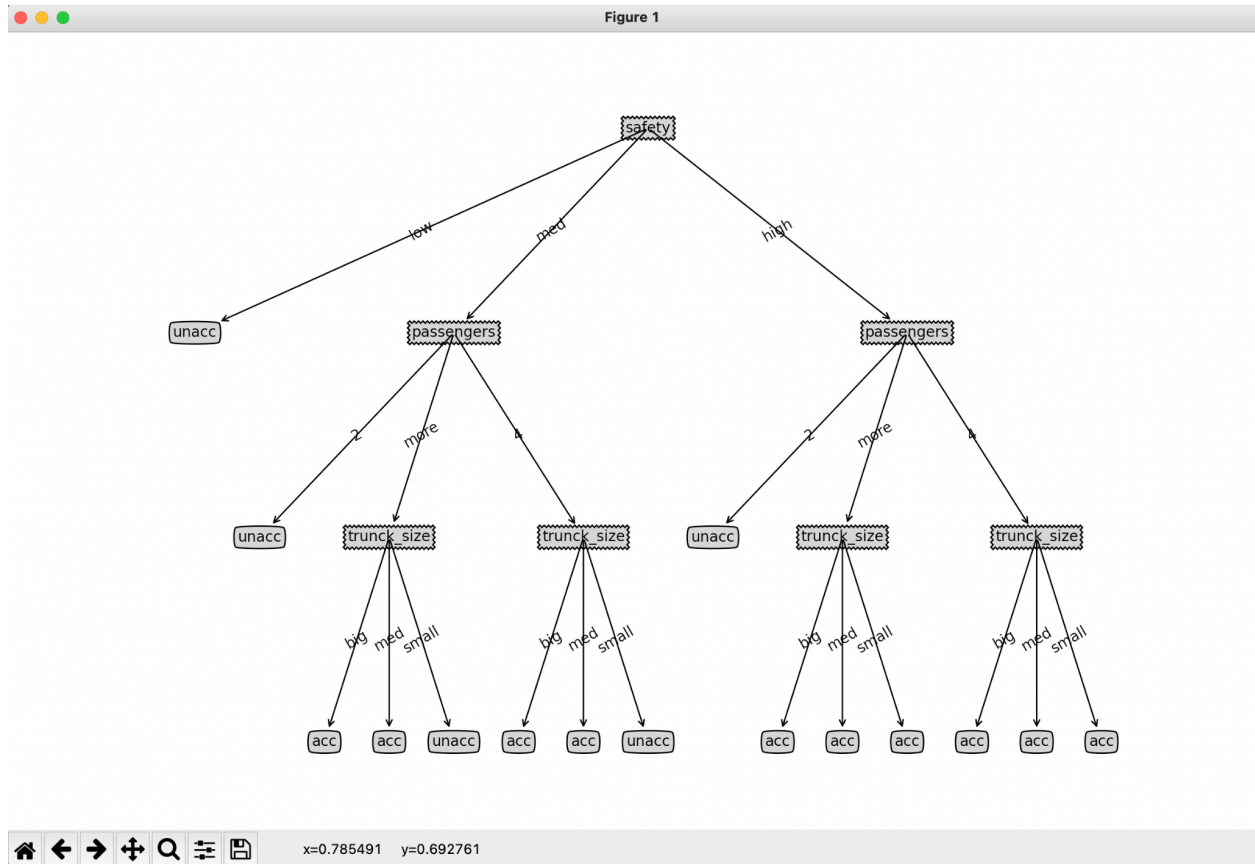 Figure 1
safety
low med high
unacc passengers passengers
2 more 4 2 more 4
unacc trunck_size trunck_size unacc trunck_size trunck_size
big med small big med small big med small big med small
acc acc unacc acc acc unacc acc acc acc acc acc acc
x=0.785491 y=0.692761